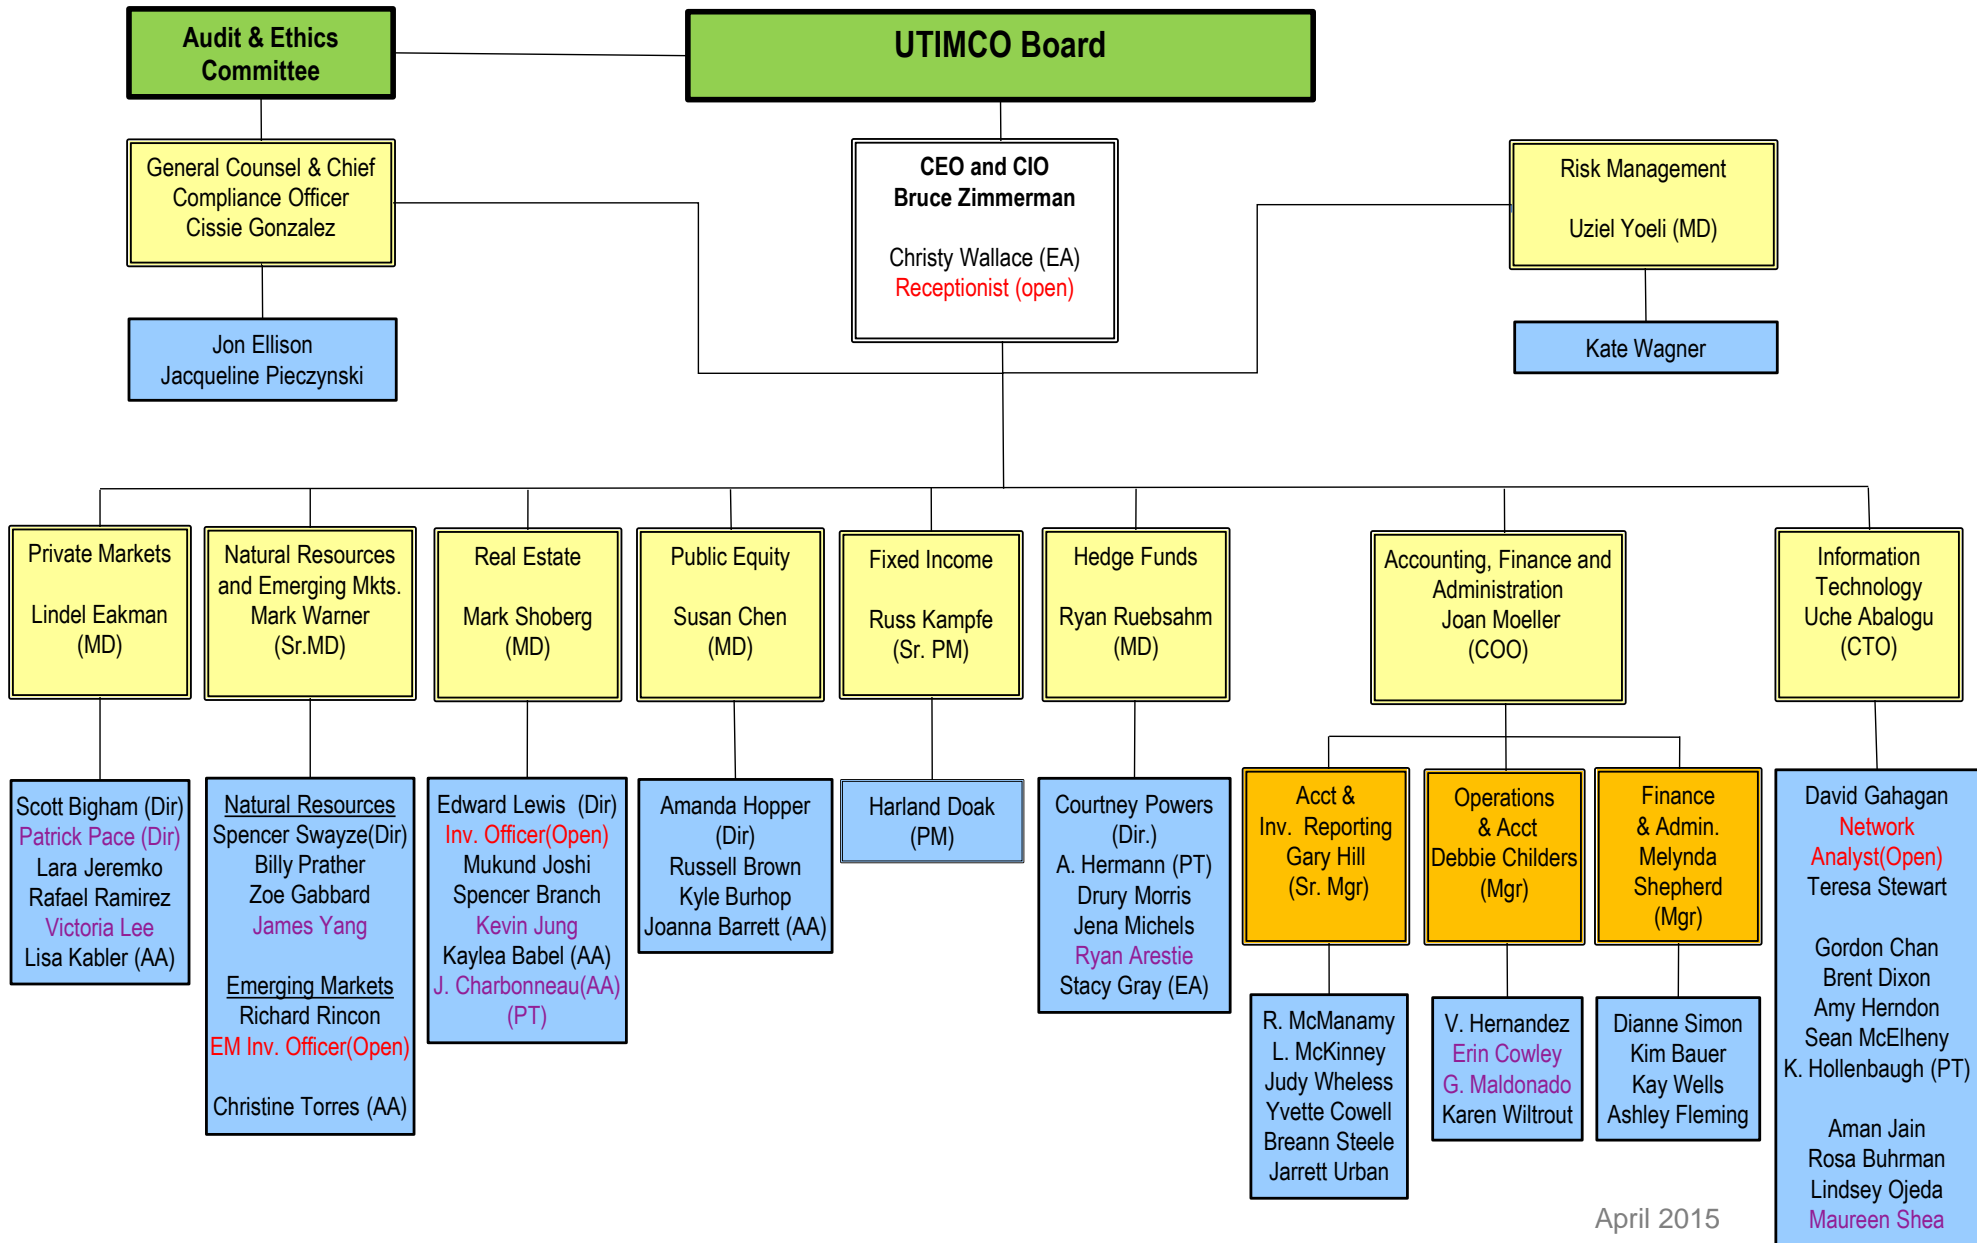 Audit & Ethics
Committee
UTIMCO Board
General Counsel & Chief
Compliance Officer
Cissie Gonzalez
CEO and CIO
Bruce Zimmerman
Christy Wallace (EA)
Receptionist (open)
Risk Management
Uziel Yoeli (MD)
Jon Ellison
Jacqueline Pieczynski
Kate Wagner
Private Markets
Lindel Eakman
(MD)
Natural Resources
and Emerging Mkts.
Mark Warner
(Sr.MD)
Real Estate
Mark Shoberg
(MD)
Public Equity
Susan Chen
(MD)
Fixed Income
Russ Kampfe
(Sr. PM)
Hedge Funds
Ryan Ruebsahm
(MD)
Accounting, Finance and
Administration
Joan Moeller
(COO)
Information
Technology
Uche Abalogu
(CTO)
Scott Bigham (Dir)
Patrick Pace (Dir)
Lara Jeremko
Rafael Ramirez
Victoria Lee
Lisa Kabler (AA)
Natural Resources
Spencer Swayze(Dir)
Billy Prather
Zoe Gabbard
James Yang
Emerging Markets
Richard Rincon
EM Inv. Officer(Open)
Christine Torres (AA)
Edward Lewis  (Dir)
Inv. Officer(Open)
Mukund Joshi
Spencer Branch
Kevin Jung
Kaylea Babel (AA)
J. Charbonneau(AA)
(PT)
Amanda Hopper
(Dir)
Russell Brown
Kyle Burhop
Joanna Barrett (AA)
Harland Doak
(PM)
Courtney Powers
(Dir.)
A. Hermann (PT)
Drury Morris
Jena Michels
Ryan Arestie
Stacy Gray (EA)
Acct &
Inv.  Reporting
Gary Hill
(Sr. Mgr)
Operations
& Acct
Debbie Childers
(Mgr)
Finance
& Admin.
Melynda
Shepherd
(Mgr)
R. McManamy
L. McKinney
Judy Wheless
Yvette Cowell
Breann Steele
Jarrett Urban
V. Hernandez
Erin Cowley
G. Maldonado
Karen Wiltrout
Dianne Simon
Kim Bauer
Kay Wells
Ashley Fleming
David Gahagan
Network
Analyst(Open)
Teresa Stewart
Gordon Chan
Brent Dixon
Amy Herndon
Sean McElheny
K. Hollenbaugh (PT)
Aman Jain
Rosa Buhrman
Lindsey Ojeda
Maureen Shea
April 2015